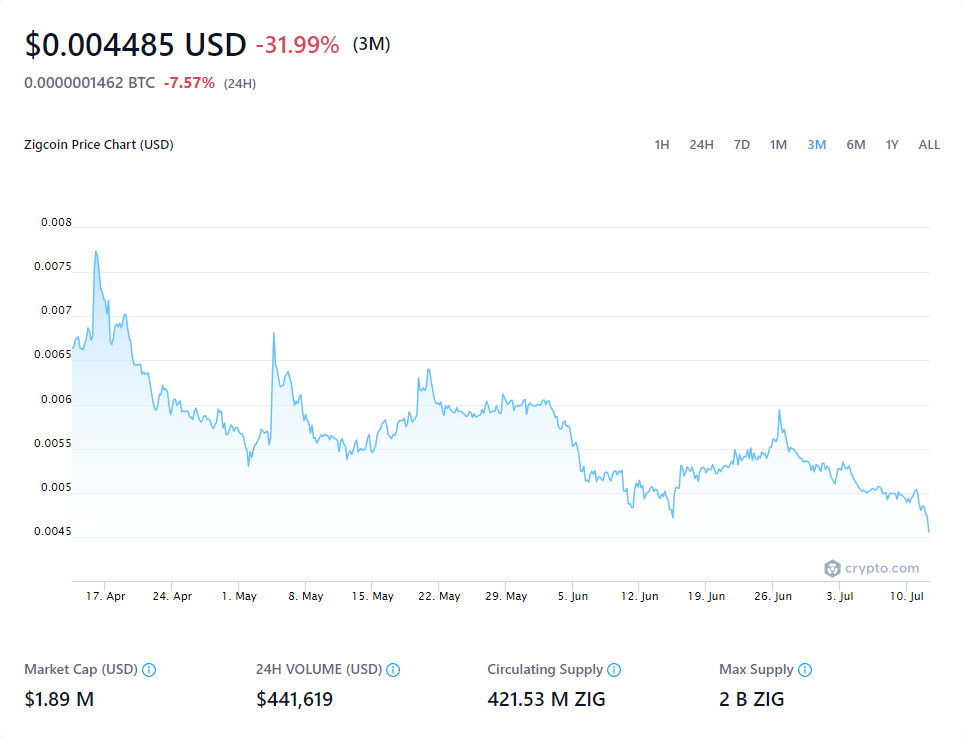 $0.004485 USD -31.99% (3M)
0.0000001462 BTC -7.57% (24H)
Zigcoin Price Chart (USD)
1H 24H 7D 1M 3M 6M 1Y ALL
0.008
0.0075
0.007
0.0065
0.006
0.0055
0.005
0.0045
crypto.com
17. Apr 24. Apr 1. May 8. May 15. May 22. May 29. May 5. Jun 12. Jun 19. Jun 26. Jun 3. Jul 10. Jul
Market Cap (USD) 24H VOLUME (USD) Circulating Supply Max Supply
$1.89 M $441,619 421.53 M ZIG 2 B ZIG